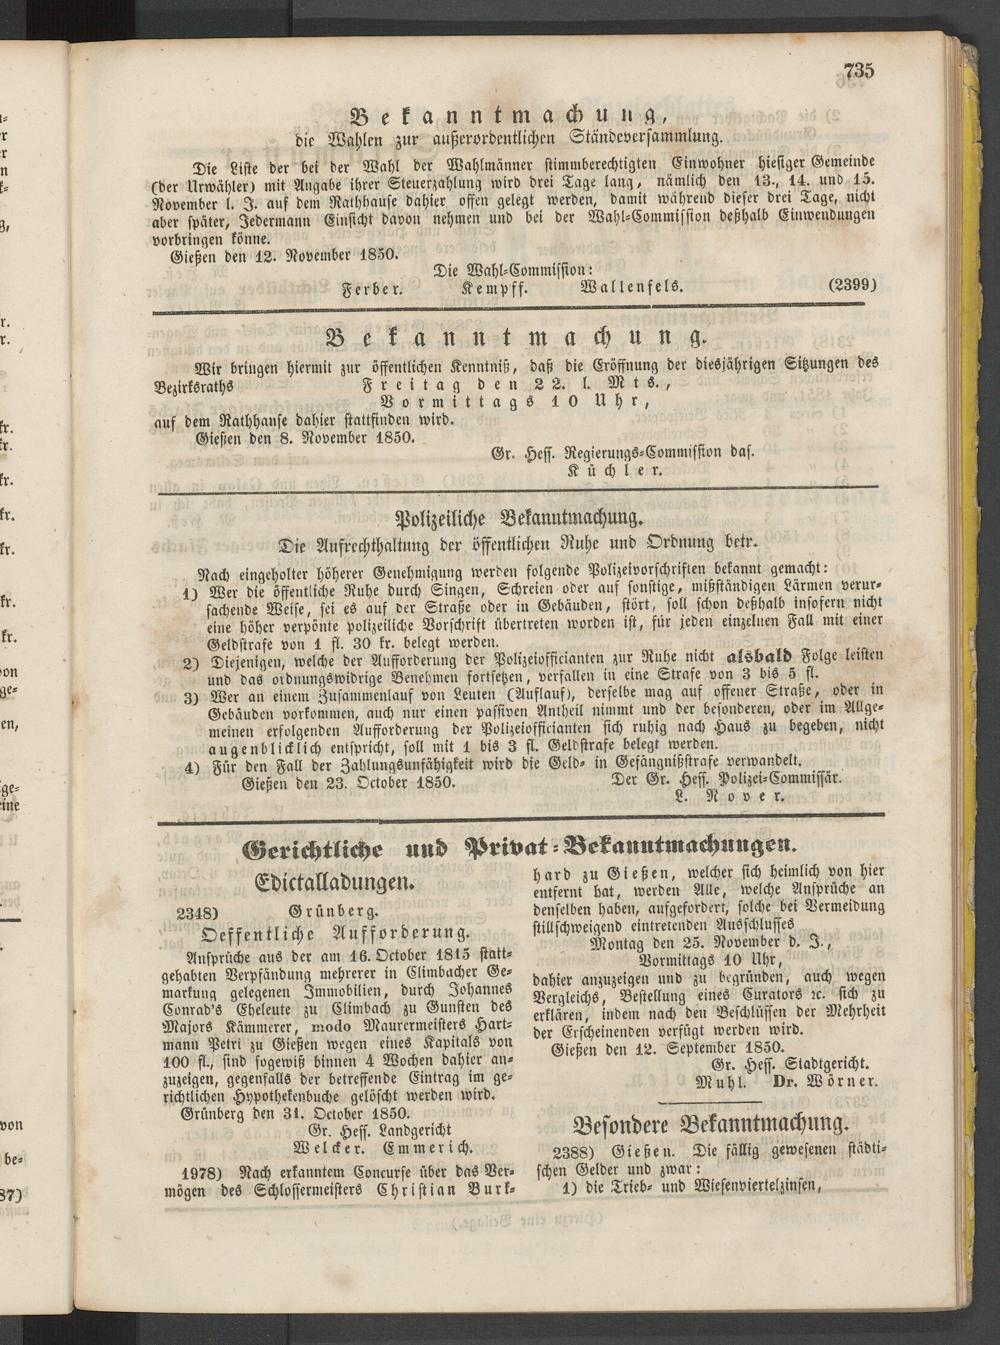 735
Bekanntmachung,
die Wahlen zur außerordentlichen Ständeversammlung.
Die Liste der bei der Wahl der Wahlmänner stimmberechtigten Einwohner hiesiger Gemeinde
(der Urwähler) mit Angabe ihrer Steuerzahlung wird drei Tage lang, nämlich den 13., 14. und 15.
November l. J. auf dem Rathhause dahier offen gelegt werden, damit während dieser drei Tage, nicht
aber später, Jedermann Einsicht davon nehmen und bei der Wahl-Commission deßhalb Einwendungen
vorbringen könne.
Gießen den 12. November 1850.
Die Wahl-Commission:
Ferber. Kempff. Wallenfels. (2399)
Bekanntmachung.
Wir bringen hiermit zur öffentlichen Kenntniß, daß die Eröffnung der diesjährigen Sitzungen des
Bezirksraths Freitag den 22. l. Mts.,
Vormittags 10 Uhr,
auf dem Rathhause dahier stattfinden wird.
Gießen den 8. November 1850.
Gr. Hess. Regierungs-Commission das.
Küchler.
Polizeiliche Bekanntmachung.
Die Aufrechthaltung der öffentlichen Ruhe und Ordnung betr.
Nach eingeholter höherer Genehmigung werden folgende Polizeivorschriften bekannt gemacht:
1) Wer die öffentliche Ruhe durch Singen, Schreien oder auf sonstige, mißständigen Lärmen verur-
sachende Weise, sei es auf der Straße oder in Gebäuden, stört, soll schon deßhalb insofern nicht
eine höher verpönte polizeiliche Vorschrift übertreten worden ist, für jeden einzelnen Fall mit einer
Geldstrafe von 1 fl. 30 kr. belegt werden.
2) Diejenigen, welche der Aufforderung der Polizeiofficianten zur Ruhe nicht alsbald Folge leisten
und das ordnungswidrige Benehmen fortsetzen, verfallen in eine Strafe von 3 bis 5 fl.
3) Wer an einem Zusammenlauf von Leuten (Auflauf), derselbe mag auf offener Straße, oder in
Gebäuden vorkommen, auch nur einen passiven Antheil nimmt und der besonderen, oder im Allge-
meinen erfolgenden Aufforderung der Polizeiofficianten sich ruhig nach Haus zu begeben, nicht
augenblicklich entspricht, soll mit 1 bis 3 fl. Geldstrafe belegt werden.
4) Für den Fall der Zahlungsunfähigkeit wird die Geld- in Gefängnißstrafe verwandelt.
Gießen den 23. October 1850. Der Gr. Hess. Polizei-Commissär.
L. Nover.
Gerichtliche und Privat-Bekanntmachungen.
Edictalladungen.
2348) Grünberg.
Oeffentliche Aufforderung.
Ansprüche aus der am 16. October 1815 statt-
gehabten Verpfändung mehrerer in Climbacher Ge-
markung gelegenen Immobilien, durch Johannes
Conrad's Eheleute zu Climbach zu Gunsten des
Majors Kämmerer, modo Maurermeisters Hart-
mann Petri zu Gießen wegen eines Kapitals von
100 fl., sind sogewiß binnen 4 Wochen dahier an-
zuzeigen, gegenfalls der betreffende Eintrag im ge-
richtlichen Hypothekenbuche gelöscht werden wird.
Grünberg den 31. October 1850.
Gr. Hess. Landgericht
Welcker. Emmerich.
1978) Nach erkanntem Concurse über das Ver-
mögen des Schlossermeisters Christian Burk-
hard zu Gießen, welcher sich heimlich von hier
entfernt hat, werden Alle, welche Ansprüche an
denselben haben, aufgefordert, solche bei Vermeidung
stillschweigend eintretenden Ausschlusses
Montag den 25. November d. J.,
Vormittags 10 Uhr,
dahier anzuzeigen und zu begründen, auch wegen
Vergleichs, Bestellung eines Curators ꝛc. sich zu
erklären, indem nach den Beschlüssen der Mehrheit
der Erscheinenden verfügt werden wird.
Gießen den 12. September 1850.
Gr. Hess. Stadtgericht.
Muhl. Dr. Wörner.
Besondere Bekanntmachung.
2388) Gießen. Die fällig gewesenen städti-
schen Gelder und zwar:
1) die Trieb- und Wiesenviertelzinsen,